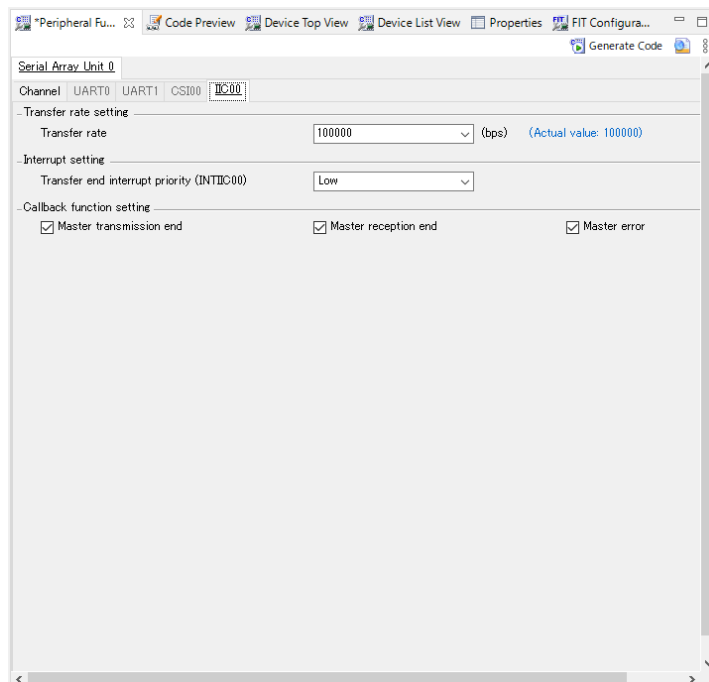 *Peripheral Fu... Code Preview Device Top View Device List View Properties FIT Configura...
Generate Code
Serial Array Unit 0
Channel UART0 UART1 CSI00 IIC00
Transfer rate setting
Transfer rate 100000 (bps) (Actual value: 100000)
Interrupt setting
Transfer end interrupt priority (INTIIC00) Low
Callback function setting
Master transmission end Master reception end Master error